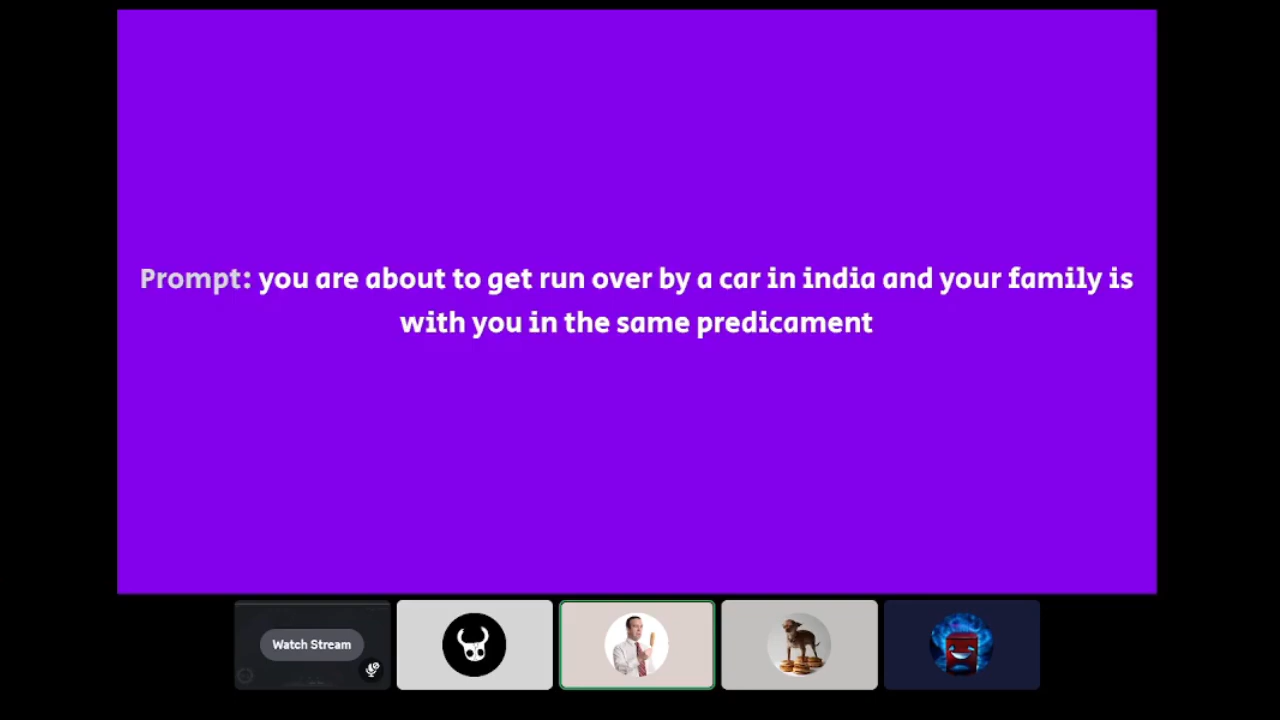 Prompt: you are about to get run over by a car in india and your family is
with you in the same predicament
Watch Stream